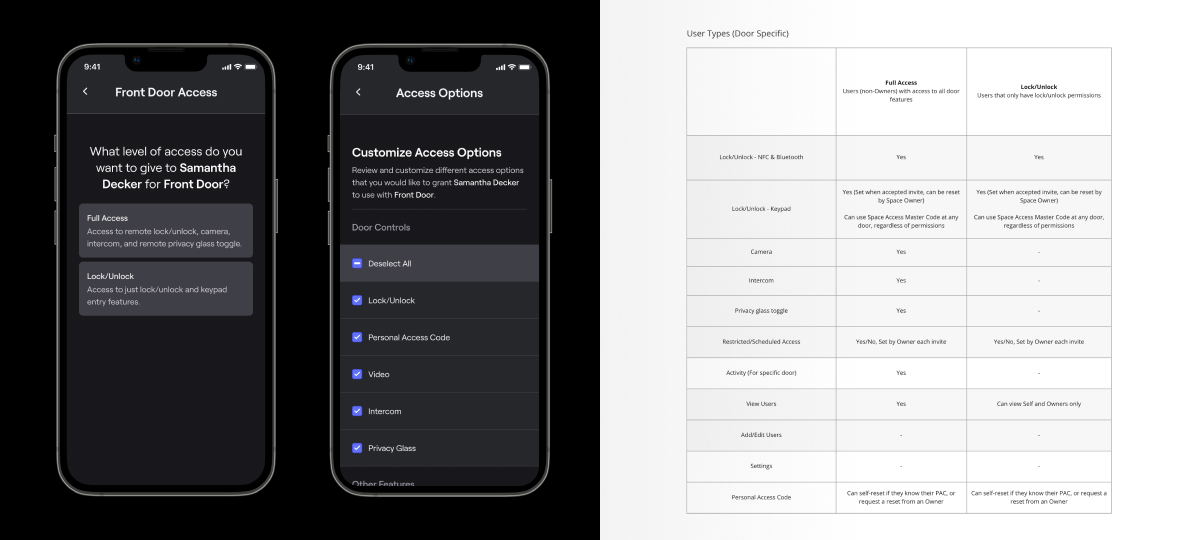 9:41
Front Door Access
What level of access do you
want to give to Samantha
Decker for Front Door?
Full Access
Access to remote lock/unlock, camera,
intercom, and remote privacy glass toggle.
Lock/Unlock
Access to just lock/unlock and keypad
entry features.
9:41
Access Options
Customize Access Options
Review and customize different access options
that you would like to grant Samantha Decker
to use with Front Door.
Door Controls
Deselect All
Lock/Unlock
Personal Access Code
Video
Intercom
Privacy Glass
Other Features
User Types (Door Specific)
Full Access
Users (non-Owners) with access to all door
features
Lock/Unlock
Users that only have lock/unlock permissions
Lock/Unlock - NFC & Bluetooth
Yes
Yes
Lock/Unlock - Keypad
Yes (Set when accepted invite, can be reset
by Space Owner)
Can use Space Access Master Code at any
door, regardless of permissions
Yes (Set when accepted invite, can be reset by
Space Owner)
Can use Space Access Master Code at any door,
regardless of permissions
Camera
Yes
-
Intercom
Yes
-
Privacy glass toggle
Yes
-
Restricted/Scheduled Access
Yes/No, Set by Owner each invite
Yes/No, Set by Owner each invite
Activity (For specific door)
Yes
-
View Users
Yes
Can view Self and Owners only
Add/Edit Users
-
-
Settings
-
-
Personal Access Code
Can self-reset if they know their PAC, or
request a reset from an Owner
Can self-reset if they know their PAC, or request a
reset from an Owner